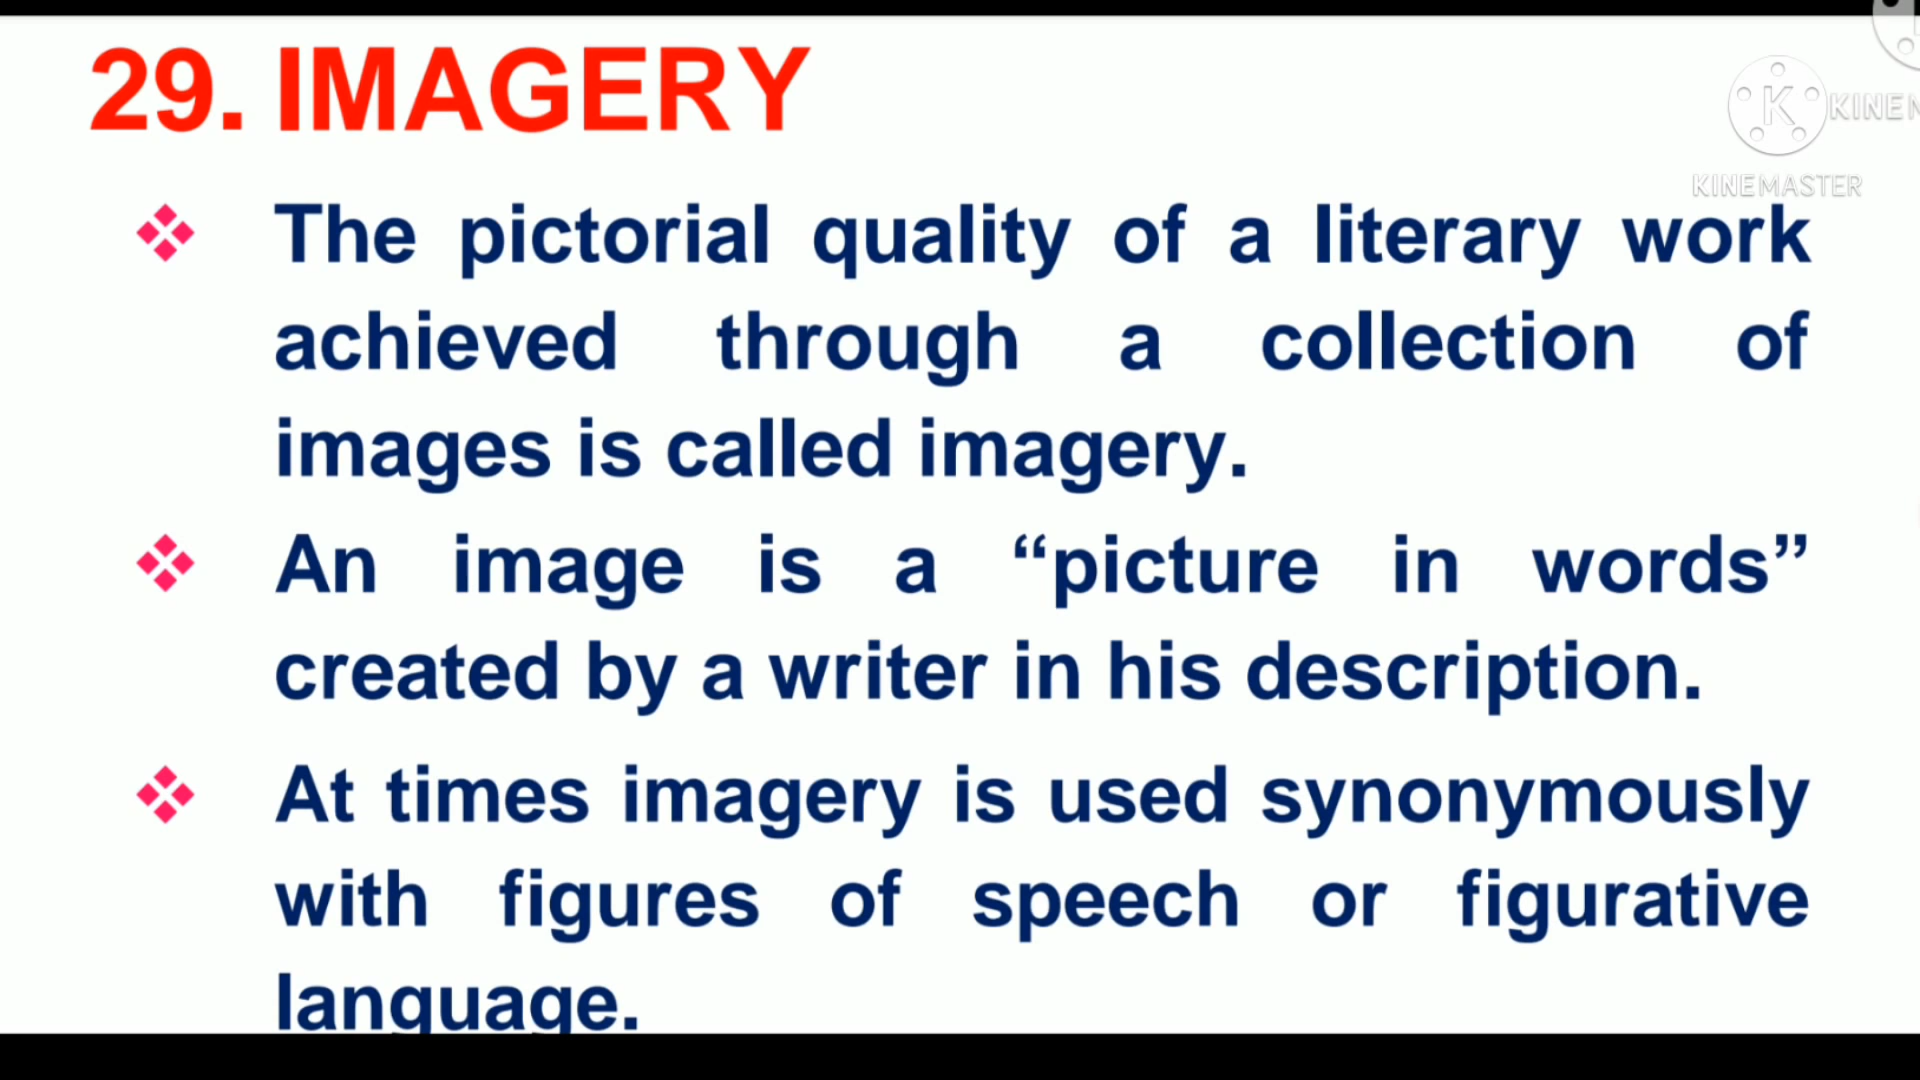 29. IMAGERY
KINEM
KINEMASTER
❖ The pictorial quality of a literary work
achieved through a collection of
images is called imagery.
❖ An image is a “picture in words”
created by a writer in his description.
❖ At times imagery is used synonymously
with figures of speech or figurative
language.